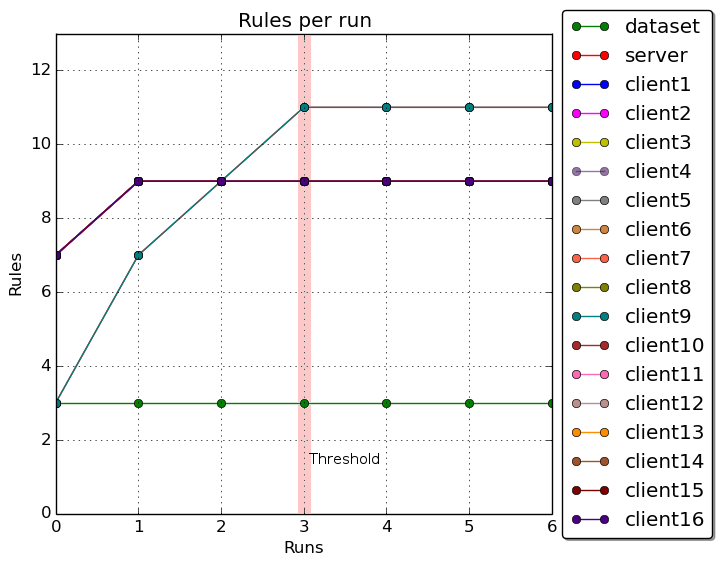 Rules per run
Rules
12
10
8
6
4
2
0
0 1 2 3 4 5 6
Runs
Threshold
dataset
server
client1
client2
client3
client4
client5
client6
client7
client8
client9
client10
client11
client12
client13
client14
client15
client16